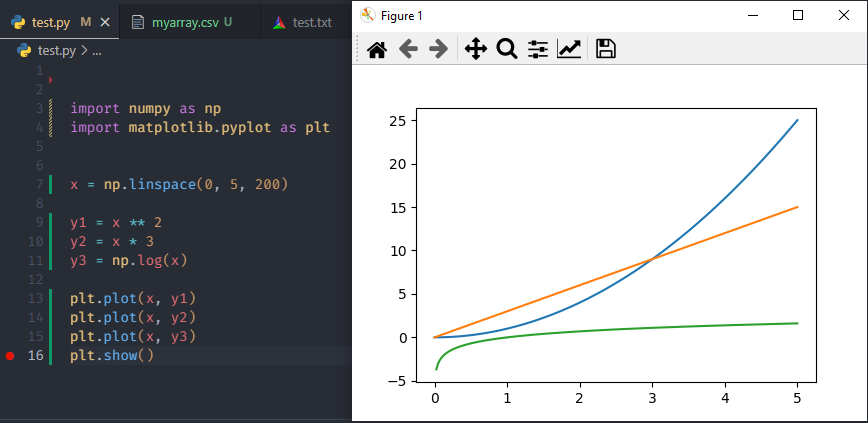 test.py M
myarray.csv U
test.txt
test.py > ...
1
2
3 import numpy as np
4 import matplotlib.pyplot as plt
5
6
7 x = np.linspace(0, 5, 200)
8
9 y1 = x ** 2
10 y2 = x * 3
11 y3 = np.log(x)
12
13 plt.plot(x, y1)
14 plt.plot(x, y2)
15 plt.plot(x, y3)
16 plt.show()
Figure 1
25
20
15
10
5
0
−5
0 1 2 3 4 5